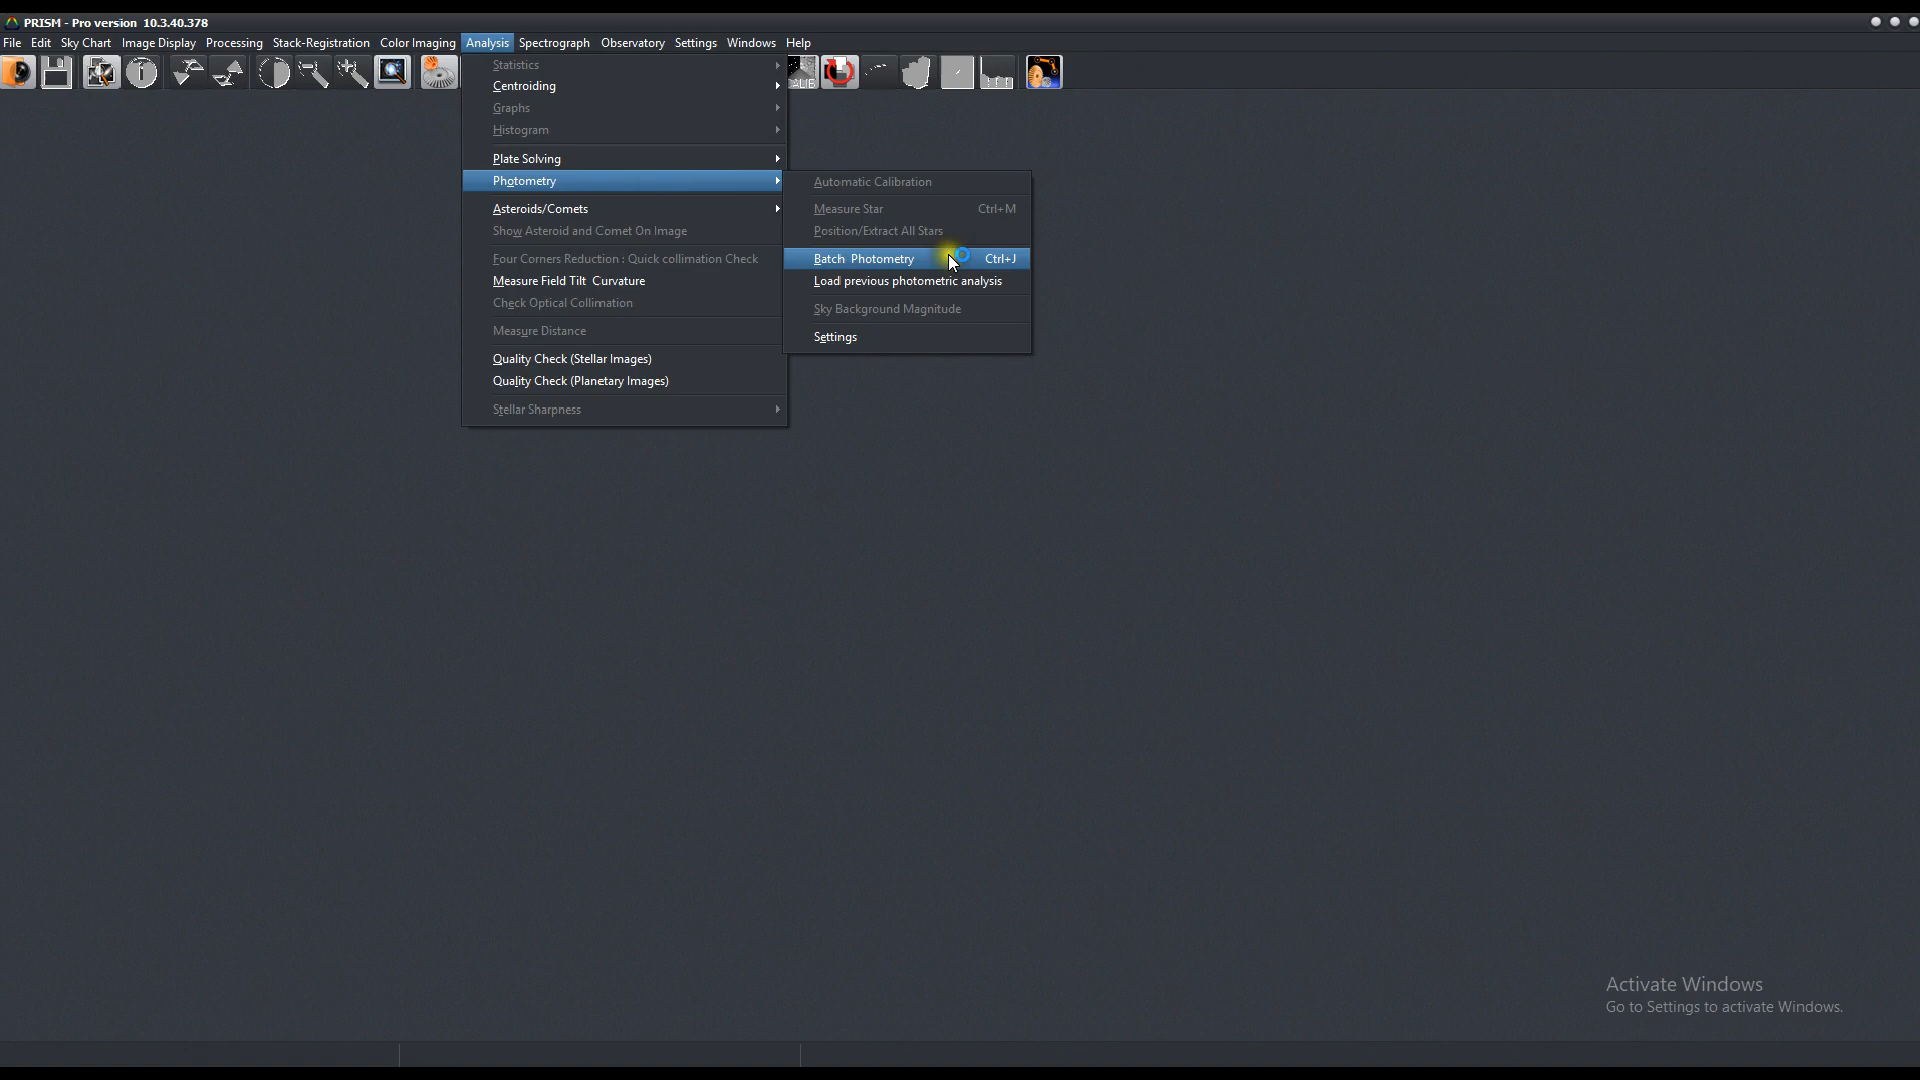 PRISM - Pro version 10.3.40.378
File Edit Sky Chart Image Display Processing Stack-Registration Color Imaging Analysis Spectrograph Observatory Settings Windows Help
Statistics
Centroiding
Graphs
Histogram
Plate Solving
Photometry
Asteroids/Comets
Show Asteroid and Comet On Image
Four Corners Reduction : Quick collimation Check
Measure Field Tilt Curvature
Check Optical Collimation
Measure Distance
Quality Check (Stellar Images)
Quality Check (Planetary Images)
Stellar Sharpness
Automatic Calibration
Measure Star Ctrl+M
Position/Extract All Stars
Batch Photometry Ctrl+J
Load previous photometric analysis
Sky Background Magnitude
Settings
Activate Windows
Go to Settings to activate Windows.